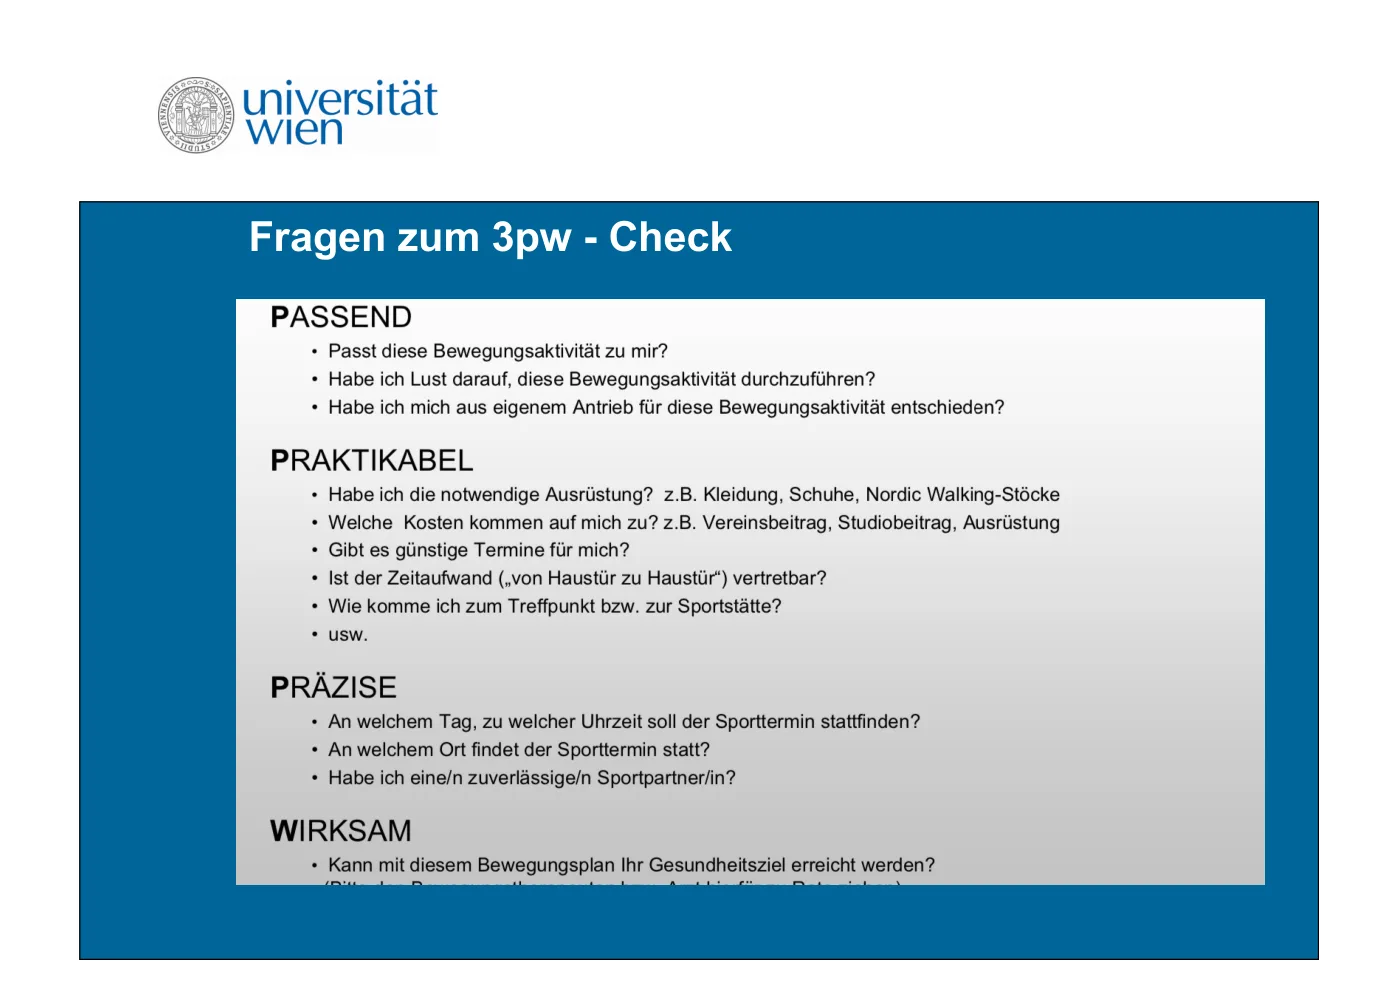 universität
wien
Fragen zum 3pw - Check
PASSEND
• Passt diese Bewegungsaktivität zu mir?
• Habe ich Lust darauf, diese Bewegungsaktivität durchzuführen?
• Habe ich mich aus eigenem Antrieb für diese Bewegungsaktivität entschieden?
PRAKTIKABEL
• Habe ich die notwendige Ausrüstung? z.B. Kleidung, Schuhe, Nordic Walking-Stöcke
• Welche Kosten kommen auf mich zu? z.B. Vereinsbeitrag, Studiobeitrag, Ausrüstung
• Gibt es günstige Termine für mich?
• Ist der Zeitaufwand („von Haustür zu Haustür“) vertretbar?
• Wie komme ich zum Treffpunkt bzw. zur Sportstätte?
• usw.
PRÄZISE
• An welchem Tag, zu welcher Uhrzeit soll der Sporttermin stattfinden?
• An welchem Ort findet der Sporttermin statt?
• Habe ich eine/n zuverlässige/n Sportpartner/in?
WIRKSAM
• Kann mit diesem Bewegungsplan Ihr Gesundheitsziel erreicht werden?